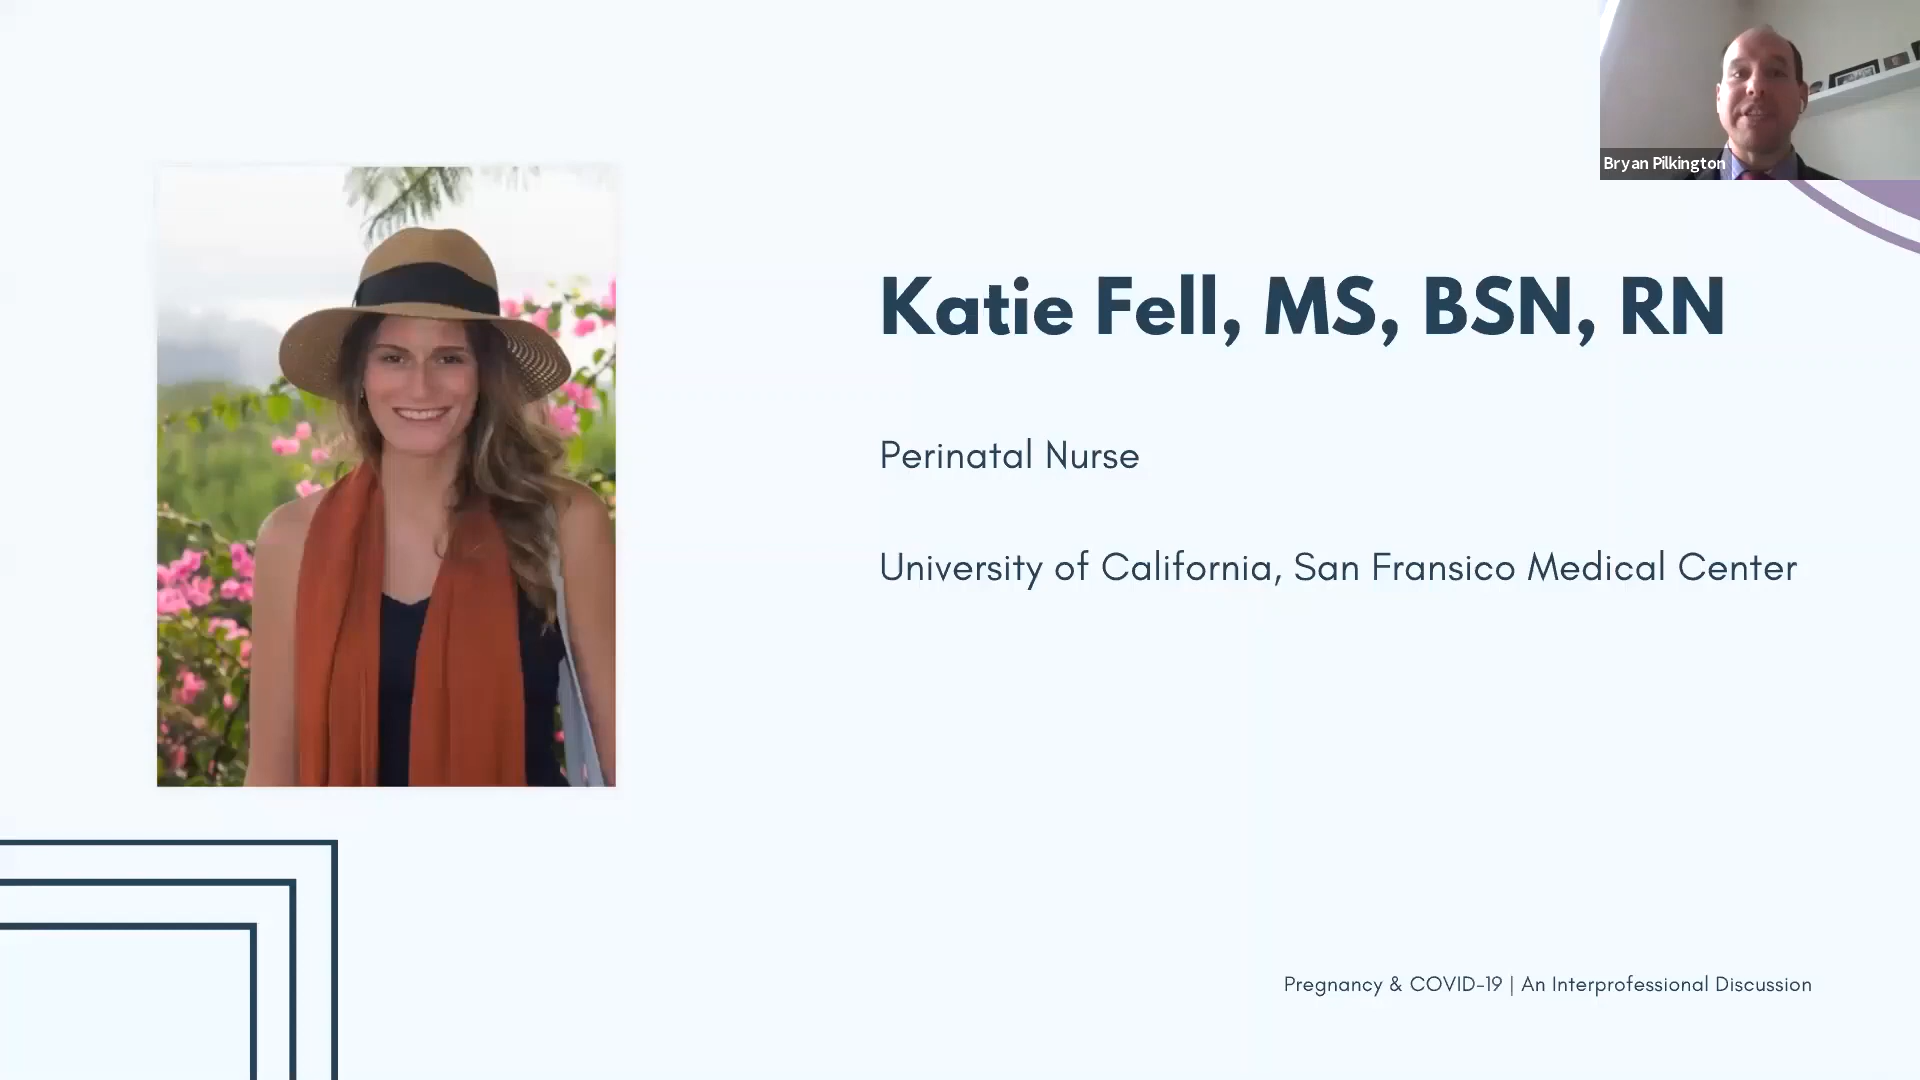 Bryan Pilkington
Katie Fell, MS, BSN, RN
Perinatal Nurse
University of California, San Fransico Medical Center
Pregnancy & COVID-19 | An Interprofessional Discussion